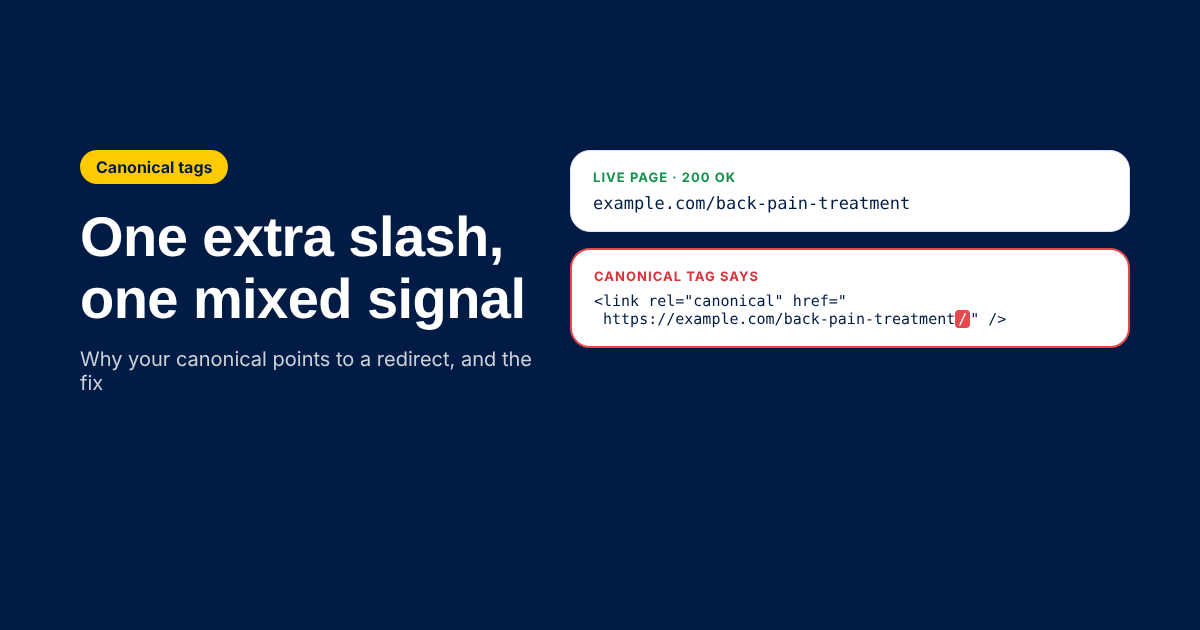 Canonical tags
One extra slash,
one mixed signal
Why your canonical points to a redirect, and the
fix
LIVE PAGE · 200 OK
example.com/back-pain-treatment
CANONICAL TAG SAYS
<link rel="canonical" href="
https://example.com/back-pain-treatment/" />